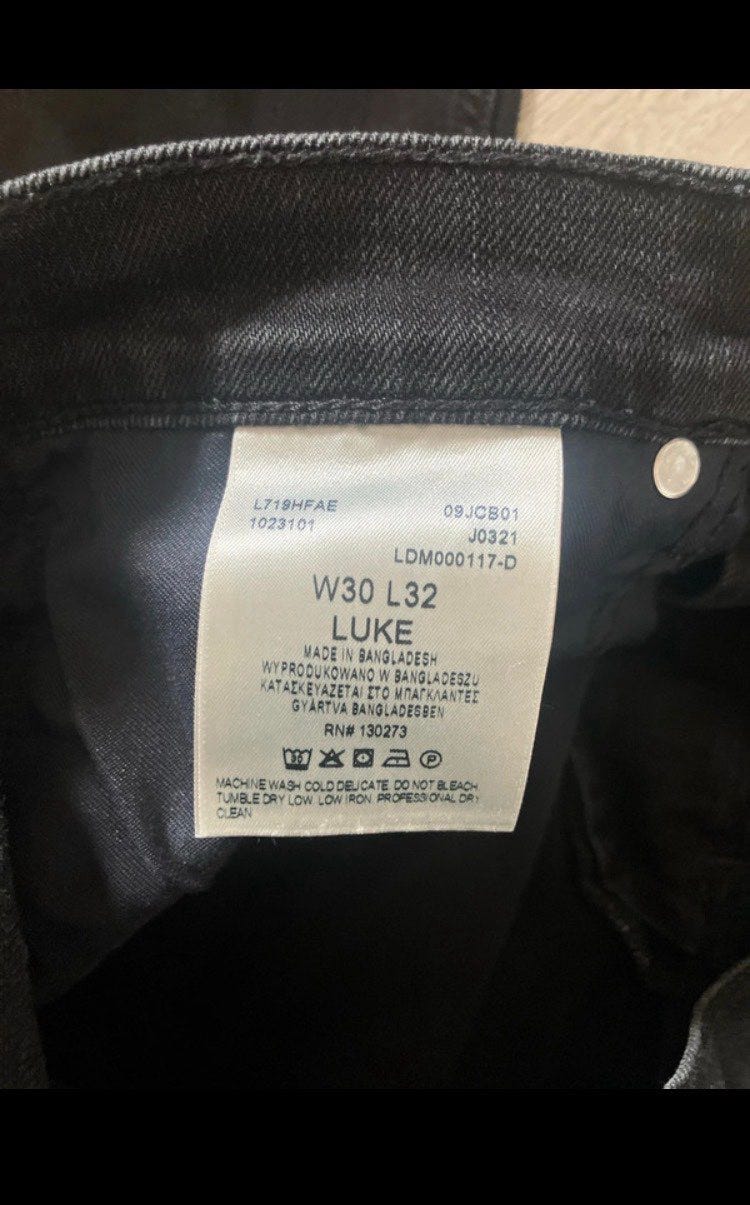 L719HFAE
1023101
09JCB01
J0321
LDM000117-D
W30 L32
LUKE
MADE IN BANGLADESH
WYPRODUKOWANO W BANGLADESZU
ΚΑΤΑΣΚΕΥΑΖΕΤΑΙ ΣΤΟ ΜΠΑΓΚΛΑΝΤΕΣ
GYÁRTVA BANGLADESBEN
RN# 130273
30 P
MACHINE WASH COLD DELICATE DO NOT BLEACH
TUMBLE DRY LOW LOW IRON PROFESSIONAL DRY
CLEAN